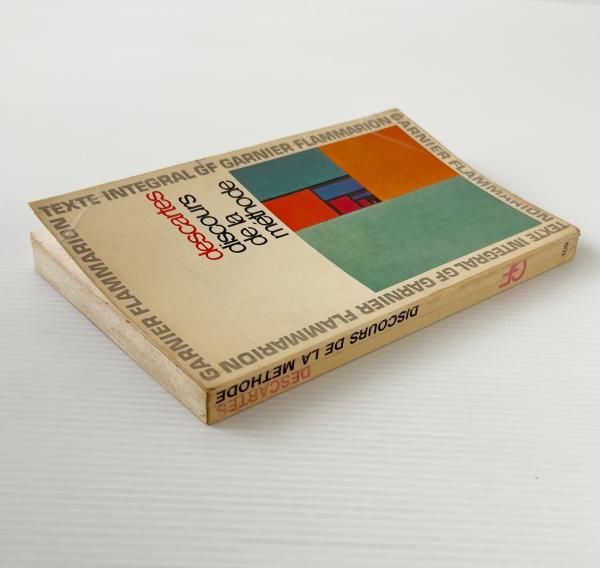 TEXTE INTEGRAL GF GARNIER FLAMMARION
GARNIER FLAMMARION
descartes
discours
de la
méthode
GARNIER FLAMMARION TEXTE INTEGRAL GF GARNIER FLAMMARION
DESCARTES
DISCOURS DE LA METHODE
GF
109